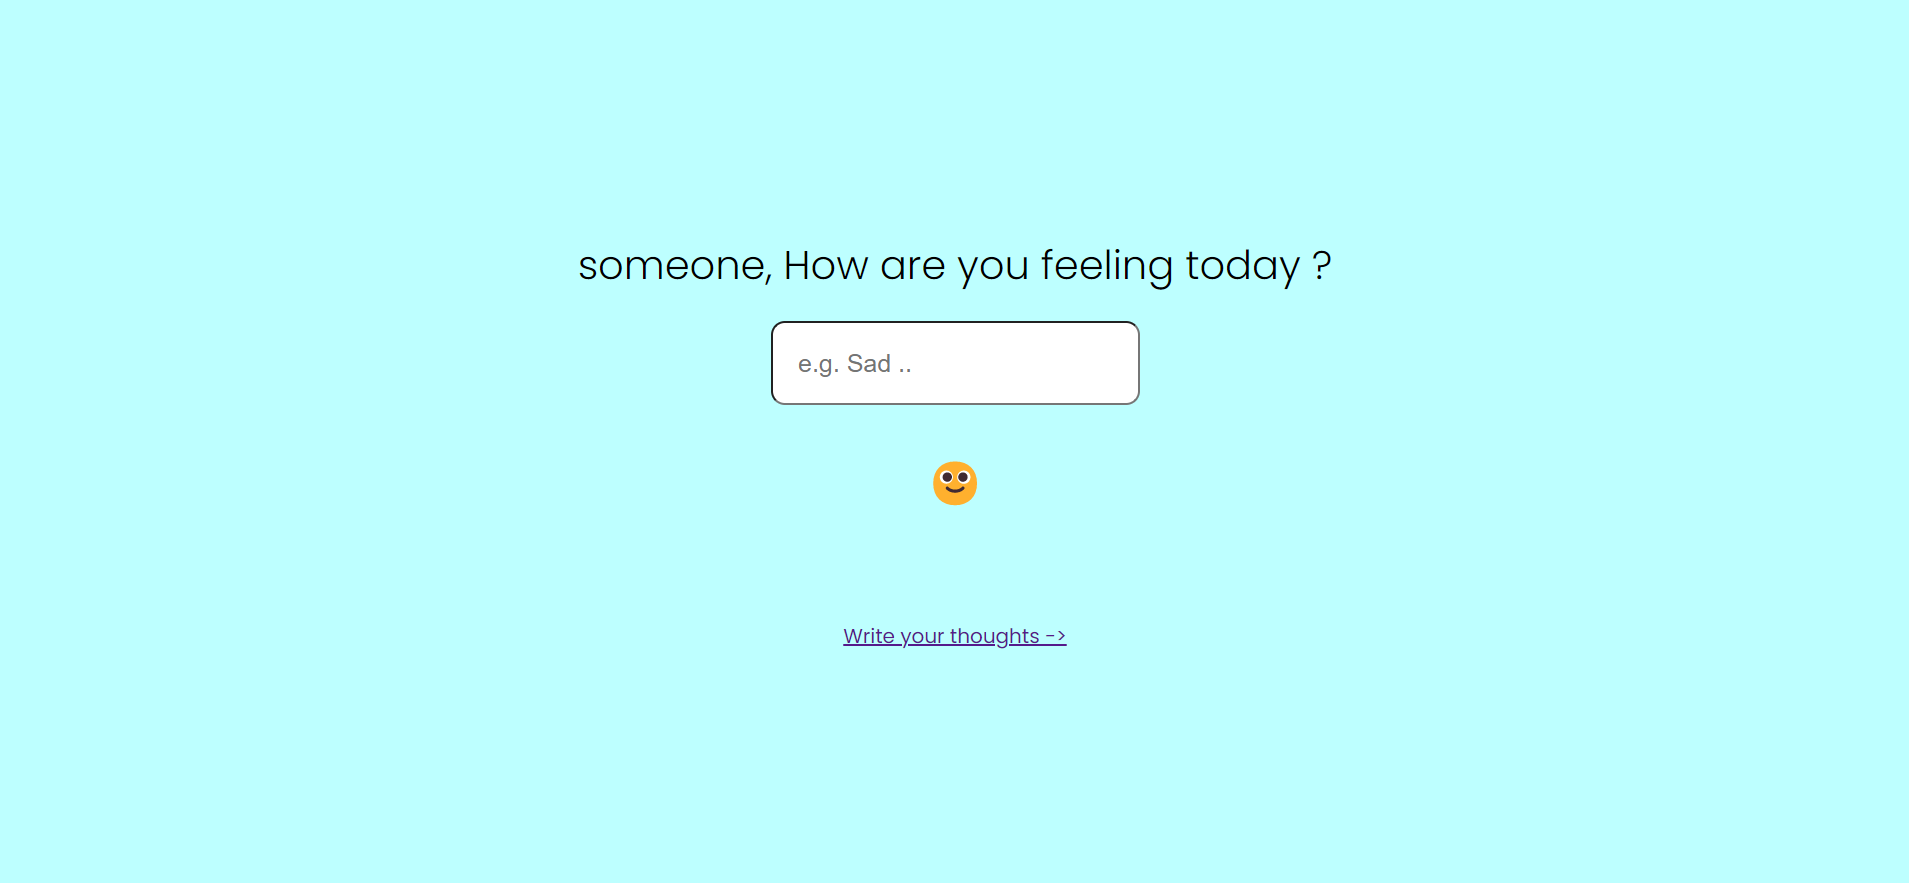 someone, How are you feeling today ?
e.g. Sad ..
Write your thoughts ->